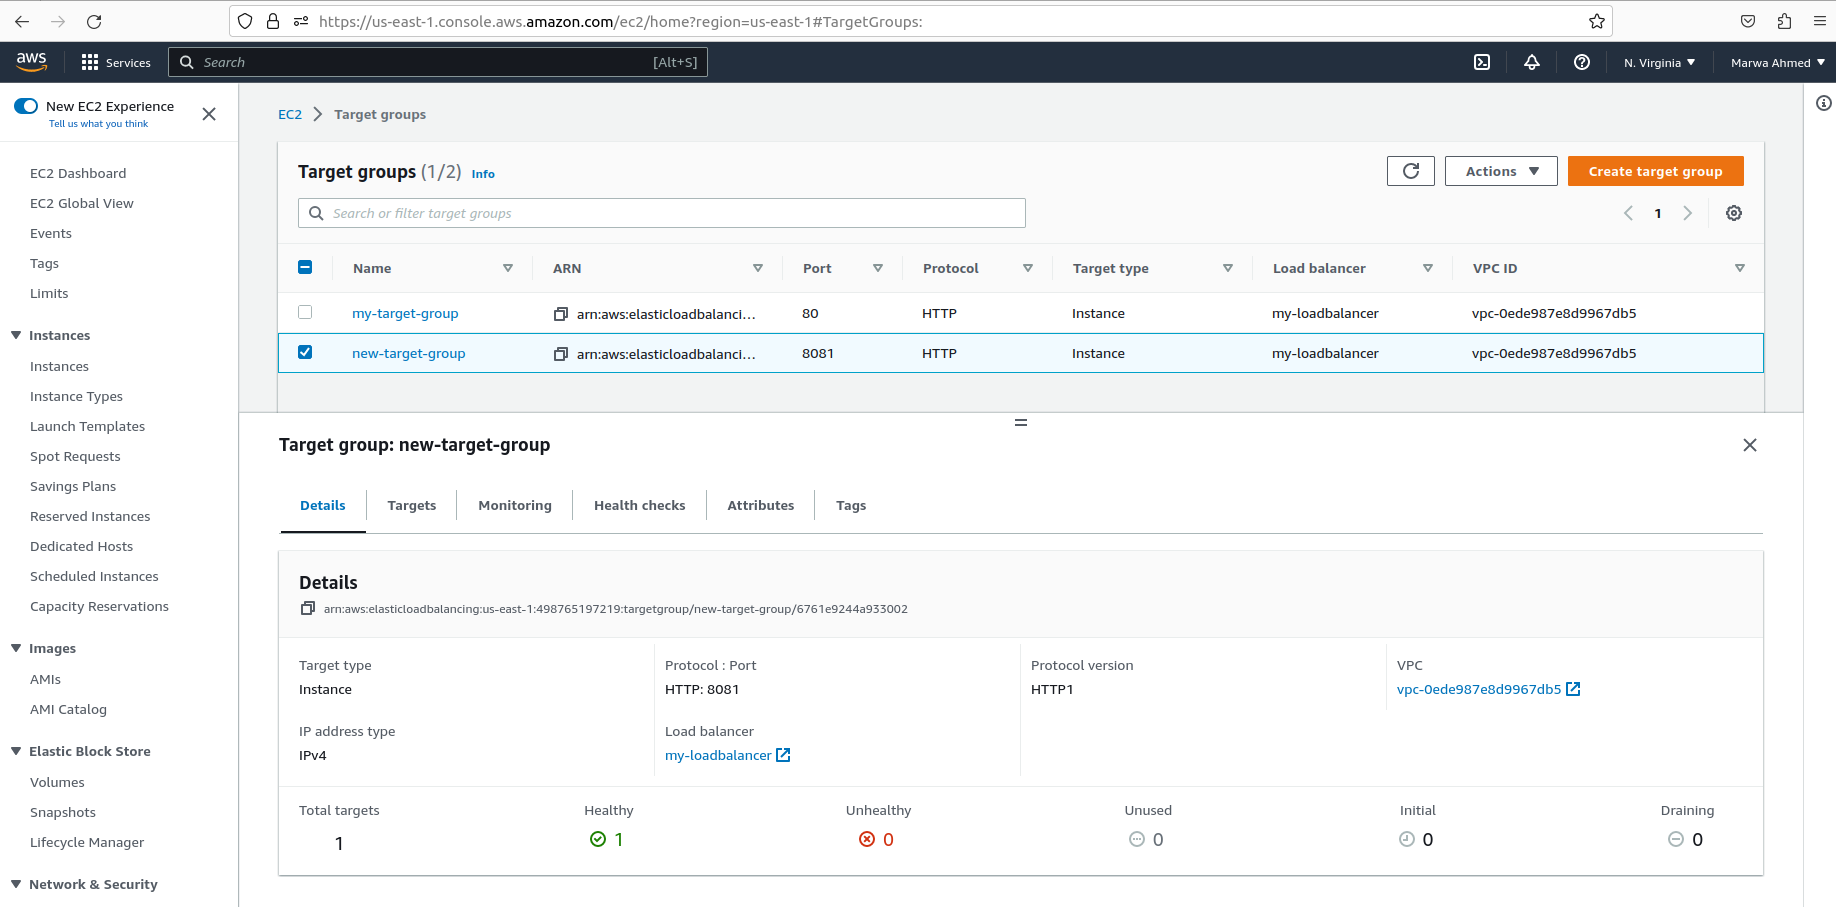 https://us-east-1.console.aws.amazon.com/ec2/home?region=us-east-1#TargetGroups:
aws Services Search [Alt+S] N. Virginia Marwa Ahmed
New EC2 Experience
Tell us what you think
EC2 Dashboard
EC2 Global View
Events
Tags
Limits
Instances
Instances
Instance Types
Launch Templates
Spot Requests
Savings Plans
Reserved Instances
Dedicated Hosts
Scheduled Instances
Capacity Reservations
Images
AMIs
AMI Catalog
Elastic Block Store
Volumes
Snapshots
Lifecycle Manager
Network & Security
EC2 Target groups
Target groups (1/2) Info
Actions Create target group
Search or filter target groups
1
Name ARN Port Protocol Target type Load balancer VPC ID
my-target-group arn:aws:elasticloadbalanci... 80 HTTP Instance my-loadbalancer vpc-0ede987e8d9967db5
new-target-group arn:aws:elasticloadbalanci... 8081 HTTP Instance my-loadbalancer vpc-0ede987e8d9967db5
Target group: new-target-group
Details Targets Monitoring Health checks Attributes Tags
Details
arn:aws:elasticloadbalancing:us-east-1:498765197219:targetgroup/new-target-group/6761e9244a933002
Target type Protocol : Port Protocol version VPC
Instance HTTP: 8081 HTTP1 vpc-0ede987e8d9967db5
IP address type Load balancer
IPv4 my-loadbalancer
Total targets Healthy Unhealthy Unused Initial Draining
1 1 0 0 0 0